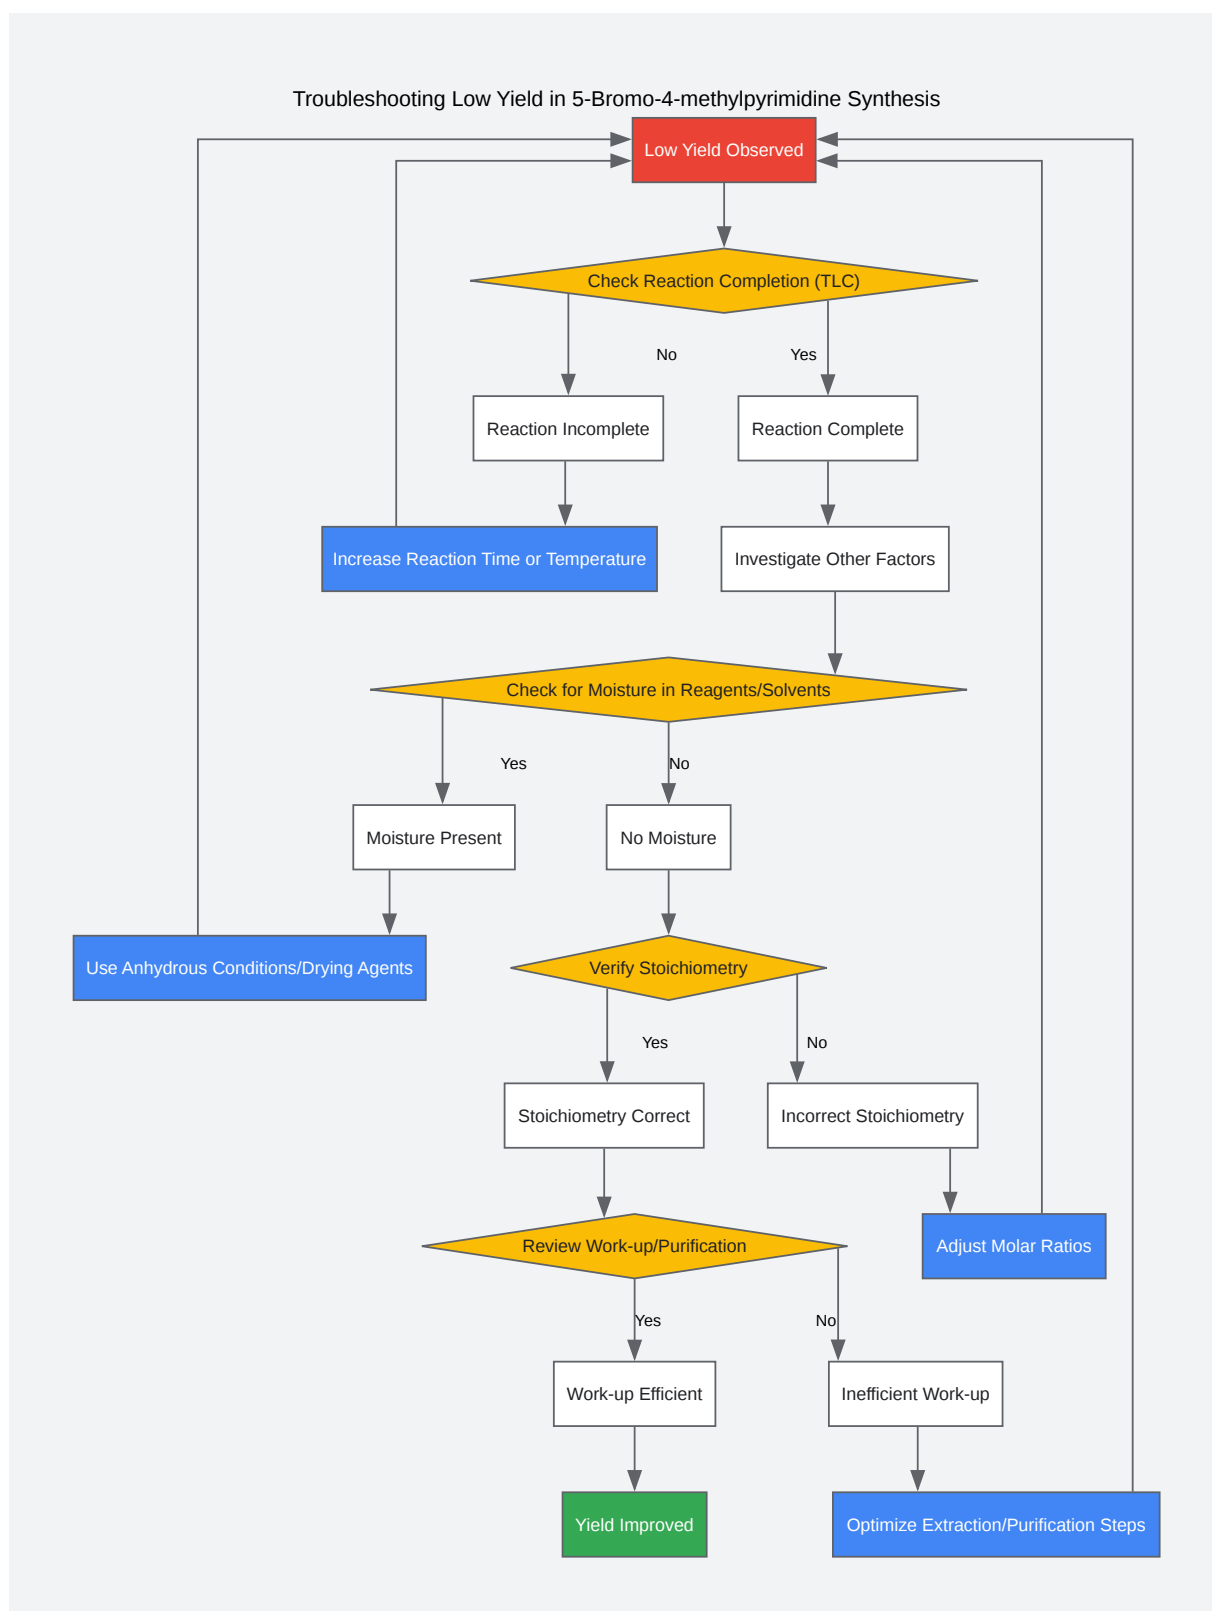 Troubleshooting Low Yield in 5-Bromo-4-methylpyrimidine Synthesis
Low Yield Observed
Check Reaction Completion (TLC)
No
Yes
Reaction Incomplete
Reaction Complete
Increase Reaction Time or Temperature
Investigate Other Factors
Check for Moisture in Reagents/Solvents
Yes
No
Moisture Present
No Moisture
Use Anhydrous Conditions/Drying Agents
Verify Stoichiometry
Yes
No
Stoichiometry Correct
Incorrect Stoichiometry
Review Work-up/Purification
Adjust Molar Ratios
Yes
No
Work-up Efficient
Inefficient Work-up
Yield Improved
Optimize Extraction/Purification Steps